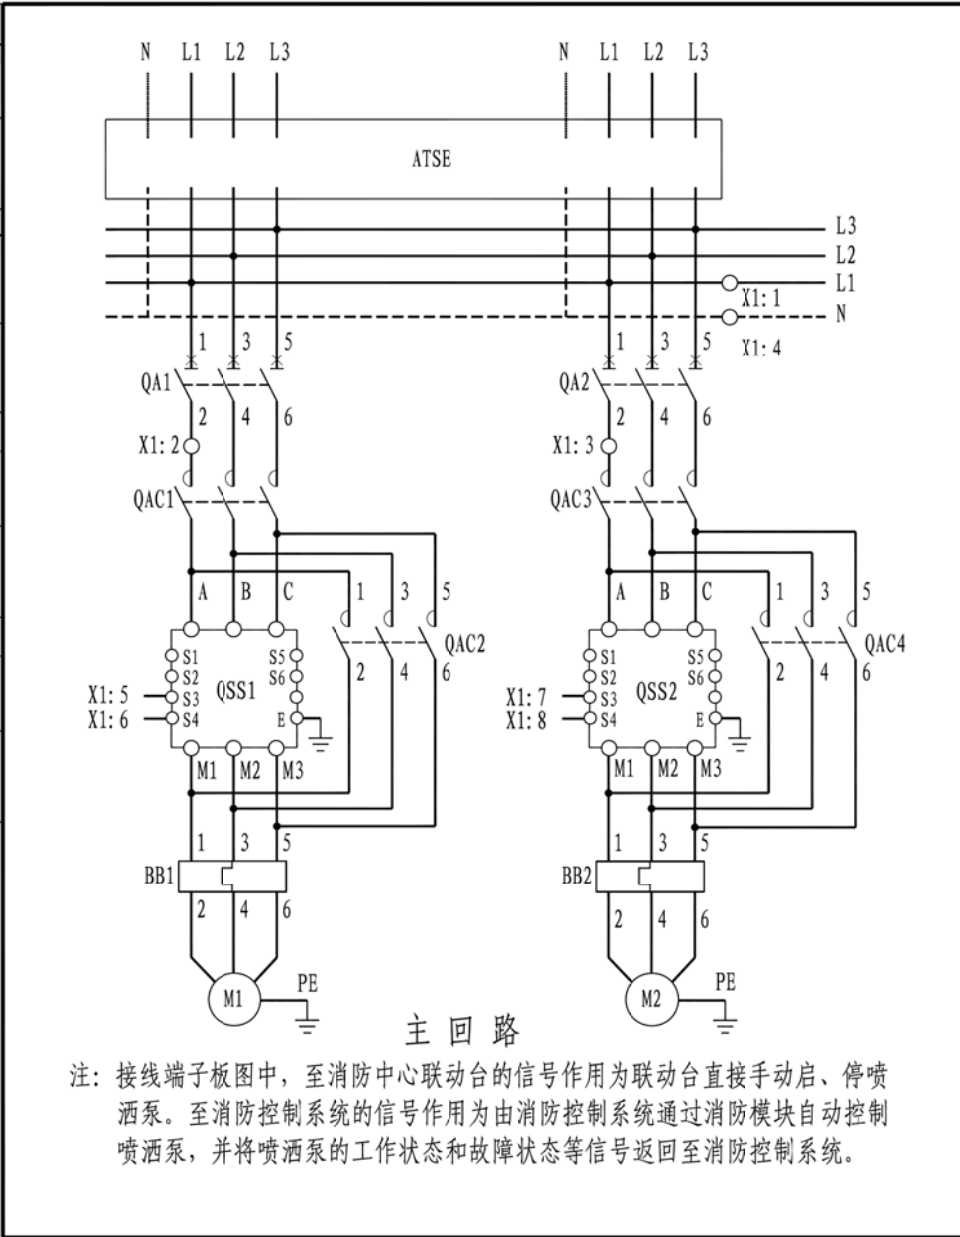 N L1 L2 L3 N L1 L2 L3
ATSE
L3
L2
L1
X1: 1
N
X1: 4
1 3 5 1 3 5
QA1 QA2
2 4 6 2 4 6
X1: 2 X1: 3
QAC1 QAC3
A B C 1 3 5 A B C 1 3 5
QAC2 QAC4
S1 S5 S1 S5
2 4 6 2 4 6
S2 S6 S2 S6
QSS1 QSS2
X1: 5 S3 X1: 7 S3
X1: 6 S4 E X1: 8 S4 E
M1 M2 M3 M1 M2 M3
1 3 5 1 3 5
BB1 BB2
2 4 6 2 4 6
PE PE
M1 M2
主回路
注：接线端子板图中，至消防中心联动台的信号作用为联动台直接手动启、停喷
洒泵。至消防控制系统的信号作用为由消防控制系统通过消防模块自动控制
喷洒泵，并将喷洒泵的工作状态和故障状态等信号返回至消防控制系统。